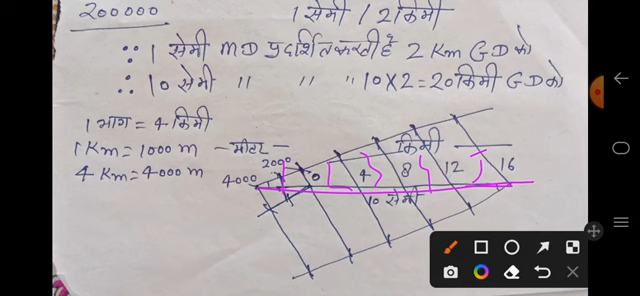 200000
1 सेमी / 2 किमी
∵ 1 सेमी MD प्रदर्शित करती है 2 Km GD को
∴ 10 सेमी " " " 10×2=20 किमी GD को
1 भाग = 4 किमी
1 Km = 1000 m
4 Km = 4000 m
- मीटर -
किमी
4000 2000 0 4 8 12 16
10 सेमी